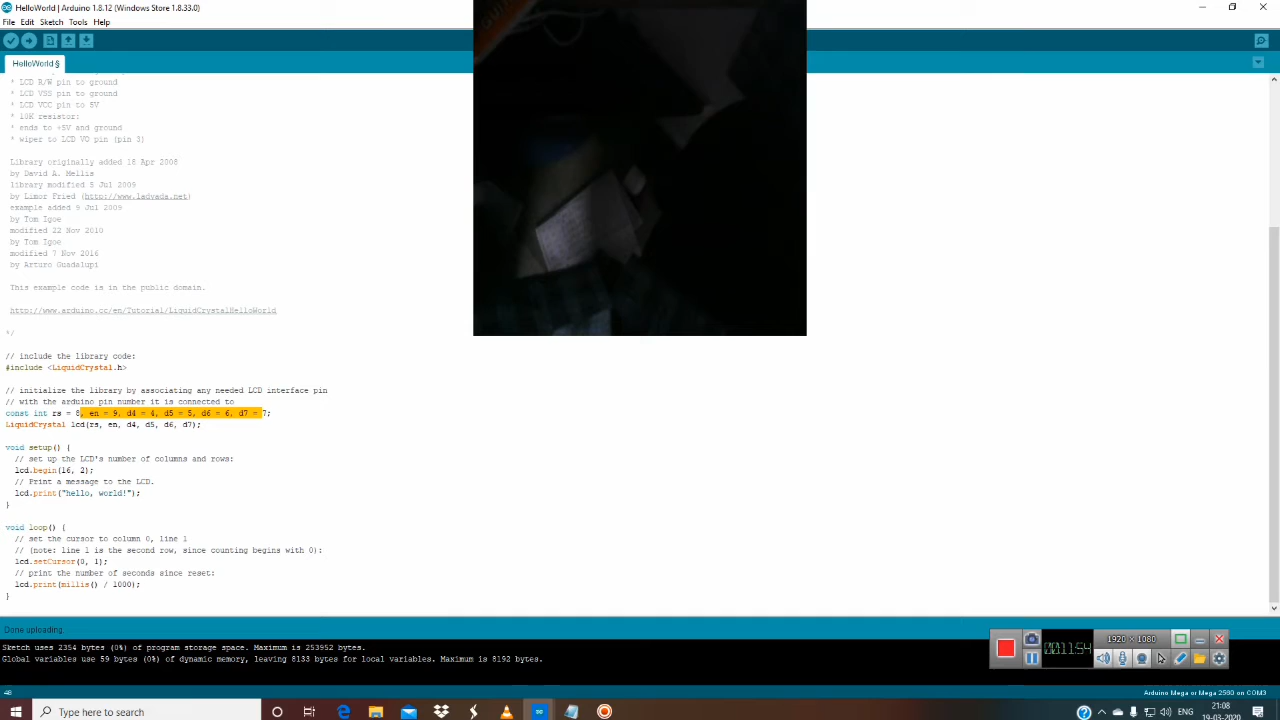 HelloWorld | Arduino 1.8.12 (Windows Store 1.8.33.0)
File Edit Sketch Tools Help
HelloWorld §
* LCD R/W pin to ground
* LCD VSS pin to ground
* LCD VCC pin to 5V
* 10K resistor:
* ends to +5V and ground
* wiper to LCD VO pin (pin 3)
Library originally added 18 Apr 2008
by David A. Mellis
library modified 5 Jul 2009
by Limor Fried (http://www.ladyada.net)
example added 9 Jul 2009
by Tom Igoe
modified 22 Nov 2010
by Tom Igoe
modified 7 Nov 2016
by Arturo Guadalupi
This example code is in the public domain.
http://www.arduino.cc/en/Tutorial/LiquidCrystalHelloWorld
*/
// include the library code:
#include <LiquidCrystal.h>
// initialize the library by associating any needed LCD interface pin
// with the arduino pin number it is connected to
const int rs = 8, en = 9, d4 = 4, d5 = 5, d6 = 6, d7 = 7;
LiquidCrystal lcd(rs, en, d4, d5, d6, d7);
void setup() {
// set up the LCD's number of columns and rows:
lcd.begin(16, 2);
// Print a message to the LCD.
lcd.print("hello, world!");
}
void loop() {
// set the cursor to column 0, line 1
// (note: line 1 is the second row, since counting begins with 0):
lcd.setCursor(0, 1);
// print the number of seconds since reset:
lcd.print(millis() / 1000);
}
Done uploading.
Sketch uses 2354 bytes (0%) of program storage space. Maximum is 253952 bytes.
Global variables use 59 bytes (0%) of dynamic memory, leaving 8133 bytes for local variables. Maximum is 8192 bytes.
1920 × 1080
00:11:54
46
Arduino Mega or Mega 2560 on COM3
Type here to search
ENG
21:08
19-03-2020